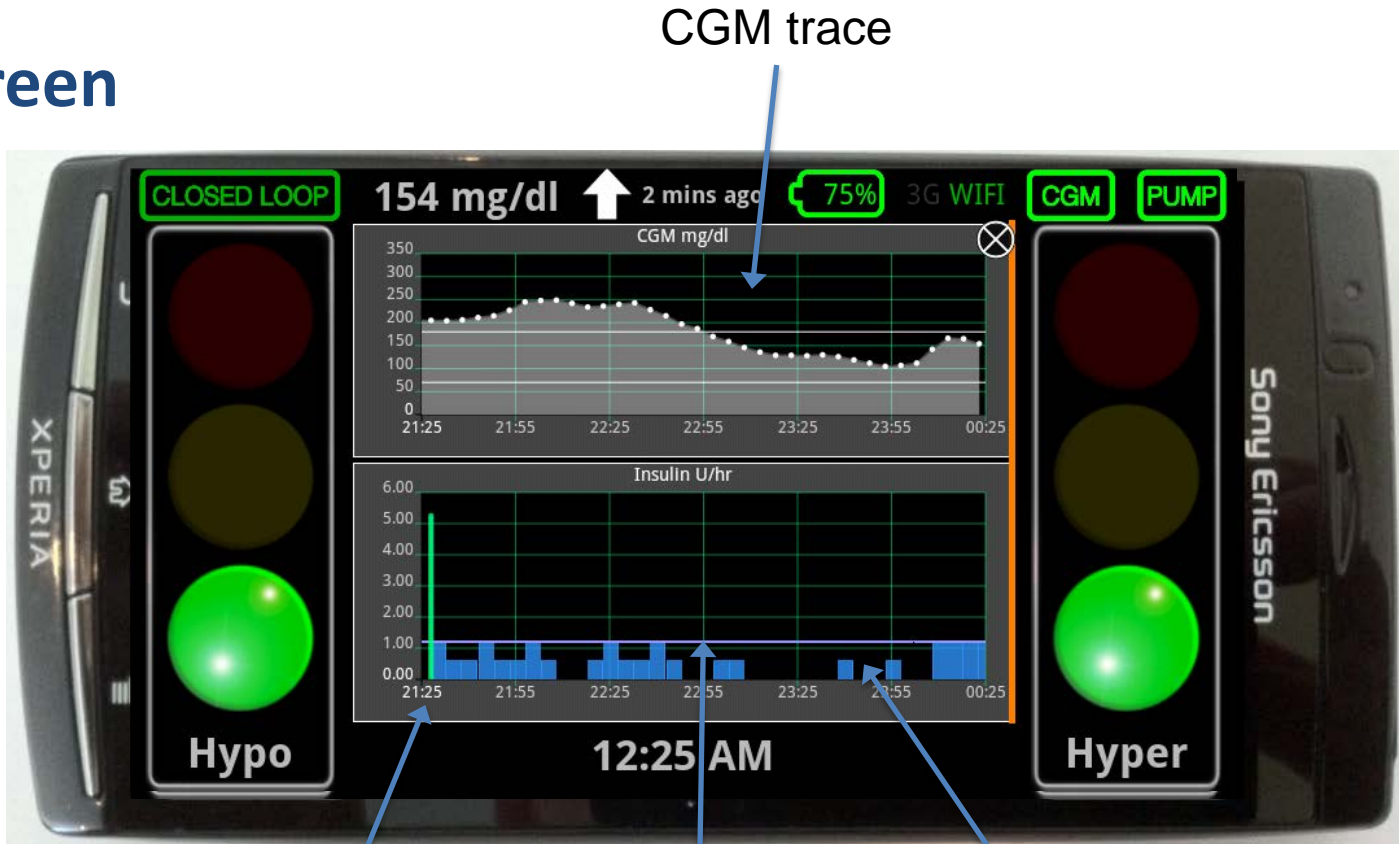 CGM trace
reen
CLOSED LOOP 154 mg/dl 2 mins ago 75% 3G WIFI CGM PUMP
CGM mg/dl
350
300
250
200
150
100
50
0
21:25 21:55 22:25 22:55 23:25 23:55 00:25
Insulin U/hr
6.00
5.00
4.00
3.00
2.00
1.00
0.00
21:25 21:55 22:25 22:55 23:25 23:55 00:25
Hypo
12:25 AM
Hyper
XPERIA
Sony Ericsson